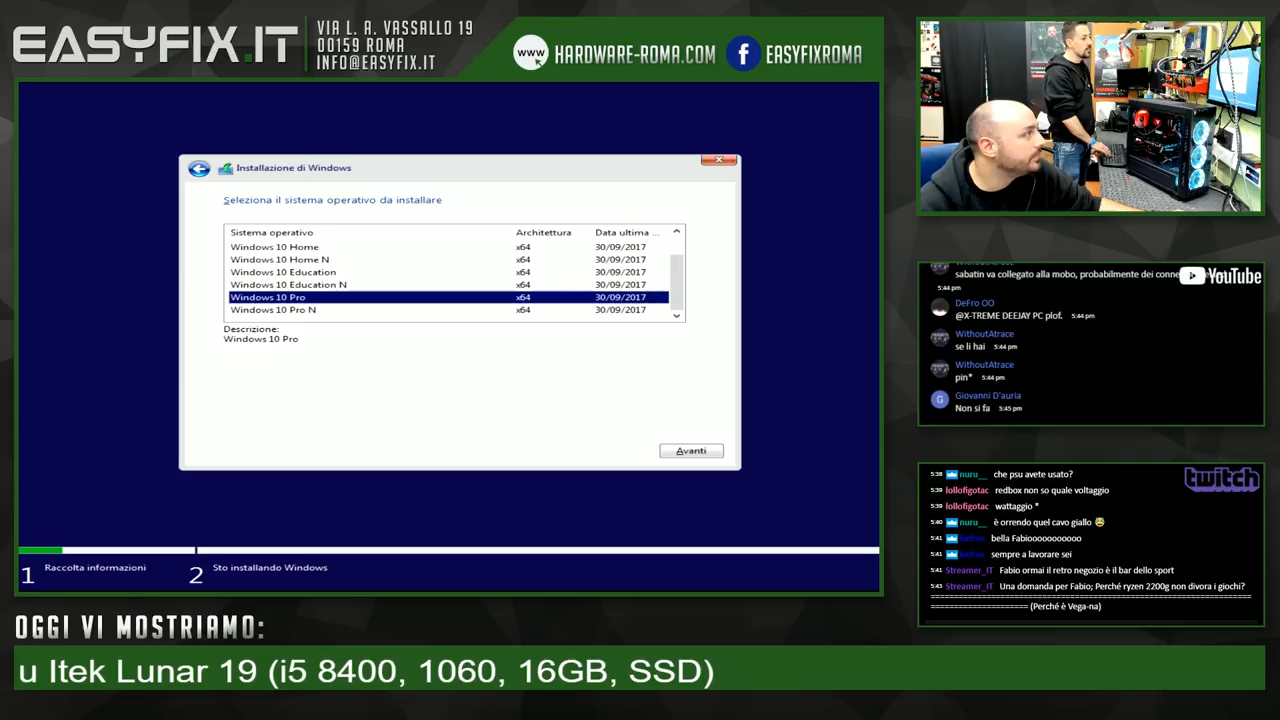 EASYFIX.IT
VIA L. A. VASSALLO 19
00159 ROMA
INFO@EASYFIX.IT
www
HARDWARE-ROMA.COM
f
EASYFIXROMA
Installazione di Windows
Seleziona il sistema operativo da installare
Sistema operativo Architettura Data ultima ...
Windows 10 Home x64 30/09/2017
Windows 10 Home N x64 30/09/2017
Windows 10 Education x64 30/09/2017
Windows 10 Education N x64 30/09/2017
Windows 10 Pro x64 30/09/2017
Windows 10 Pro N x64 30/09/2017
Descrizione:
Windows 10 Pro
Avanti
1 Raccolta informazioni
2 Sto installando Windows
YouTube
sabatin va collegato alla mobo, probabilmente dei
5:44 pm
DeFro OO
@X-TREME DEEJAY PC plof. 5:44 pm
WithoutAtrace
se li hai 5:44 pm
WithoutAtrace
pin* 5:44 pm
G
Giovanni D'auria
Non si fa 5:45 pm
twitch
5:38 nuru__ che psu avete usato?
5:39 lollofigotac redbox non so quale voltaggio
5:39 lollofigotac wattaggio *
5:40 nuru__ è orrendo quel cavo giallo
5:41 bella Fabiooooooooooo
5:41 sempre a lavorare sei
5:41 Streamer_IT Fabio ormai il retro negozio è il bar dello sport
5:43 Streamer_IT Una domanda per Fabio; Perché ryzen 2200g non divora i giochi?
(Perché è Vega-na)
OGGI VI MOSTRIAMO:
u Itek Lunar 19 (i5 8400, 1060, 16GB, SSD)